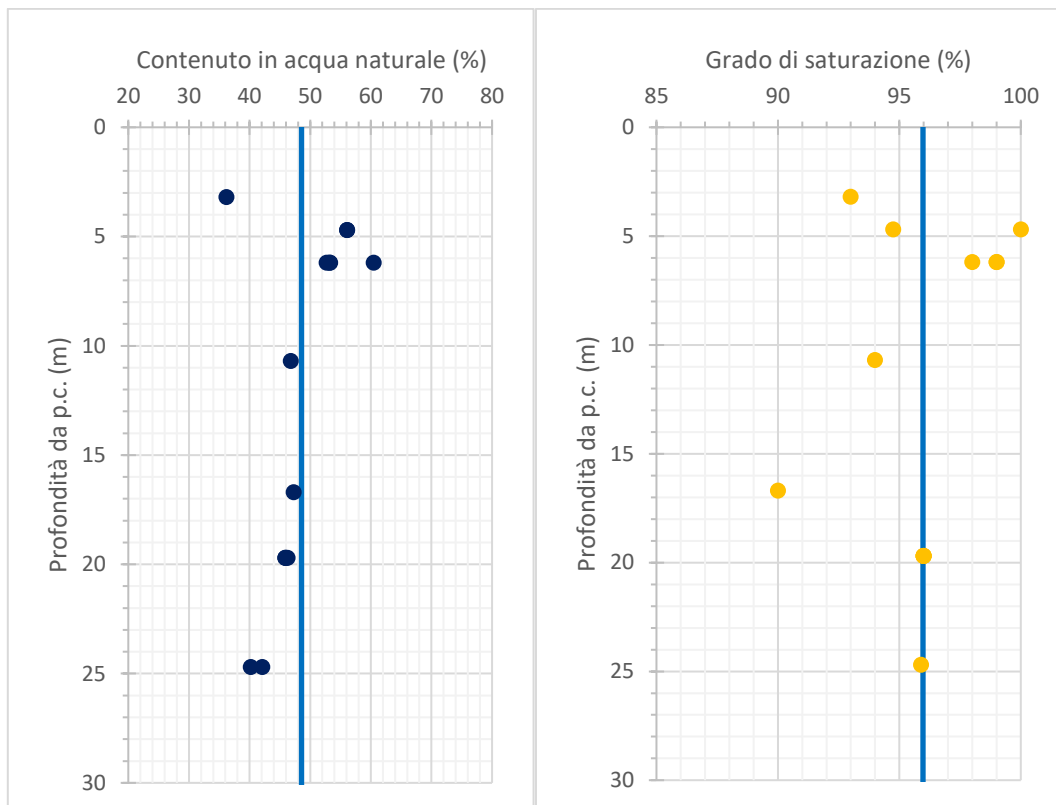 Contenuto in acqua naturale (%)
20 30 40 50 60 70 80
0
5
10
15
20
25
30
Profondità da p.c. (m)
Grado di saturazione (%)
85 90 95 100
0
5
10
15
20
25
30
Profondità da p.c. (m)